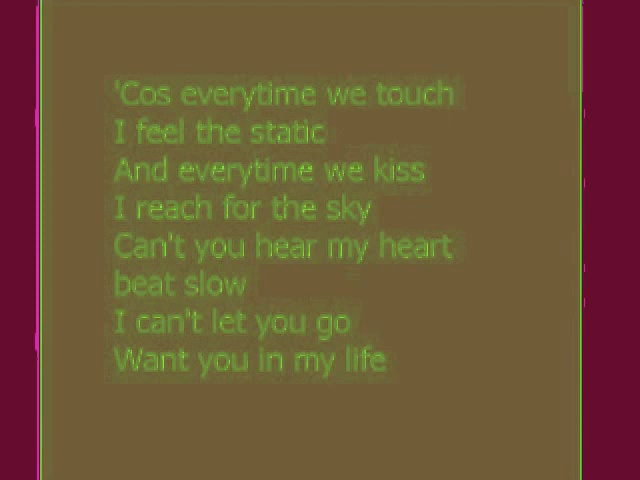 'Cos everytime we touch
I feel the static
And everytime we kiss
I reach for the sky
Can't you hear my heart
beat slow
I can't let you go
Want you in my life